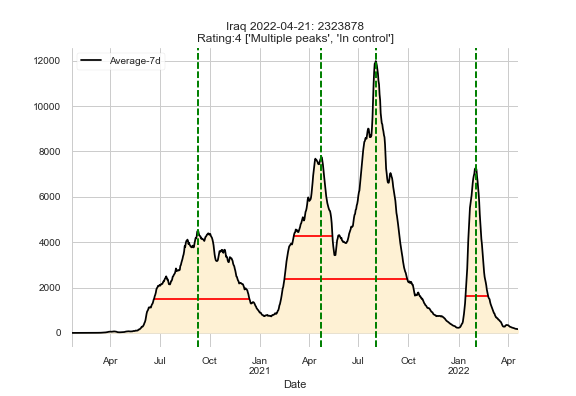 Iraq 2022-04-21: 2323878
Rating:4 ['Multiple peaks', 'In control']
Average-7d
12000
10000
8000
6000
4000
2000
0
Apr Jul Oct Jan Apr Jul Oct Jan Apr
2021 2022
Date